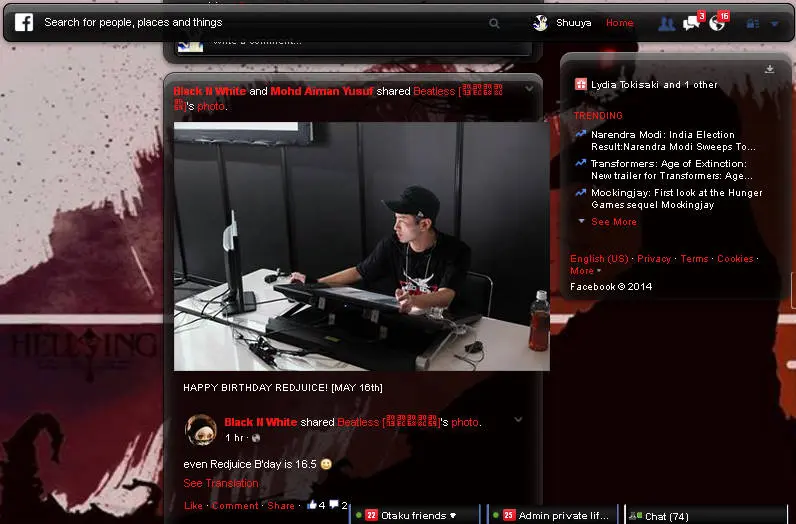 Search for people, places and things
Shuuya
Home
3
16
Write a comment...
Black N White and Mohd Aiman Yusuf shared Beatless [
]'s photo.
HAPPY BIRTHDAY REDJUICE! [MAY 16th]
Black N White shared Beatless [
]'s photo.
1 hr ·
even Redjuice B'day is 16.5
See Translation
Like · Comment · Share · 4 2
Lydia Tokisaki and 1 other
TRENDING
Narendra Modi: India Election
Result:Narendra Modi Sweeps To...
Transformers: Age of Extinction:
New trailer for Transformers: Age...
Mockingjay: First look at the Hunger
Games sequel Mockingjay
See More
English (US) · Privacy · Terms · Cookies ·
More
Facebook © 2014
HELLSING
22 Otaku friends ♥
25 Admin private lif...
Chat (74)